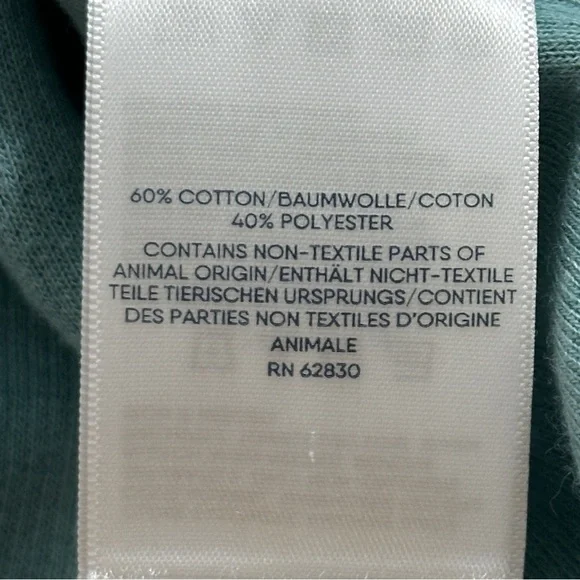 60% COTTON/BAUMWOLLE/COTON
40% POLYESTER
CONTAINS NON-TEXTILE PARTS OF
ANIMAL ORIGIN/ENTHÄLT NICHT-TEXTILE
TEILE TIERISCHEN URSPRUNGS/CONTIENT
DES PARTIES NON TEXTILES D'ORIGINE
ANIMALE
RN 62830